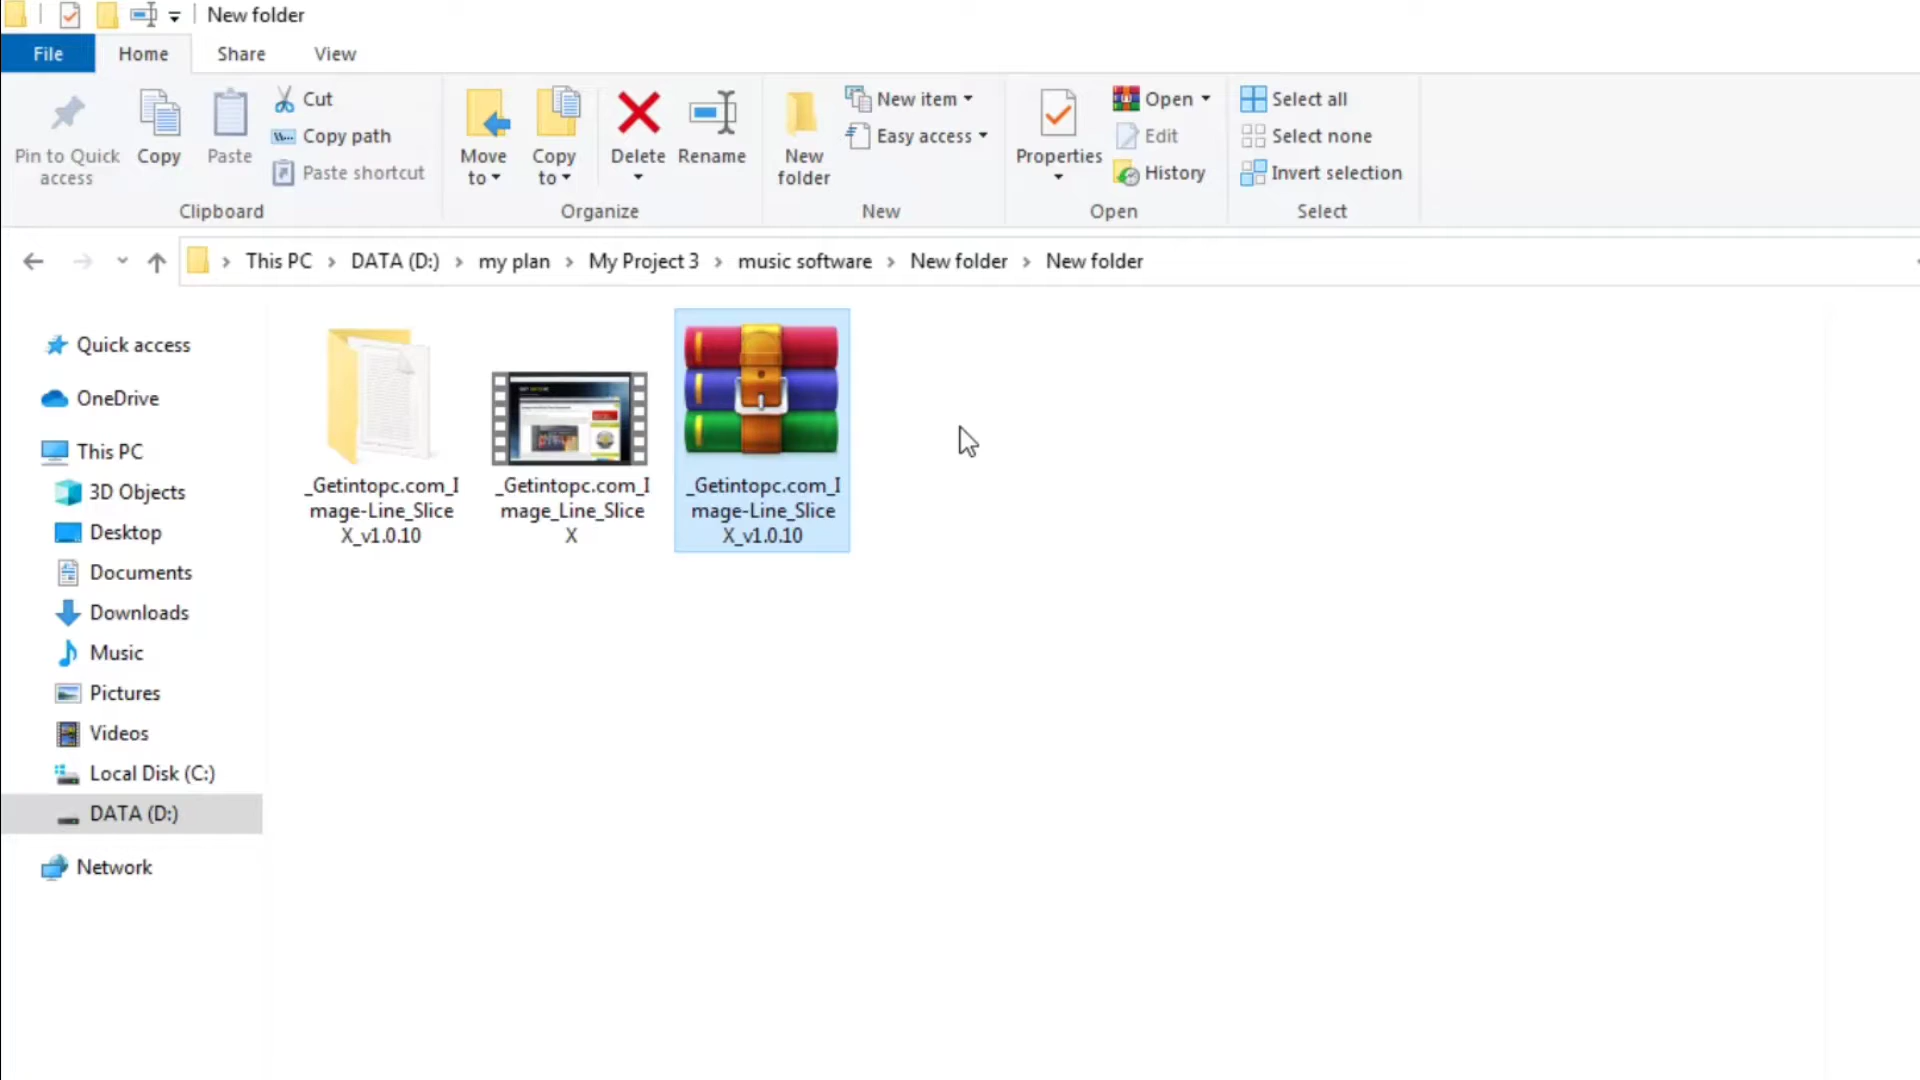 New folder
File Home Share View
Pin to Quick access
Copy
Paste
Cut
Copy path
Paste shortcut
Clipboard
Move to
Copy to
Delete
Rename
Organize
New folder
New item
Easy access
New
Properties
Open
Edit
History
Open
Select all
Select none
Invert selection
Select
This PC > DATA (D:) > my plan > My Project 3 > music software > New folder > New folder
Quick access
OneDrive
This PC
3D Objects
Desktop
Documents
Downloads
Music
Pictures
Videos
Local Disk (C:)
DATA (D:)
Network
_Getintopc.com_I
mage-Line_Slice
X_v1.0.10
_Getintopc.com_I
mage_Line_Slice
X
_Getintopc.com_I
mage-Line_Slice
X_v1.0.10